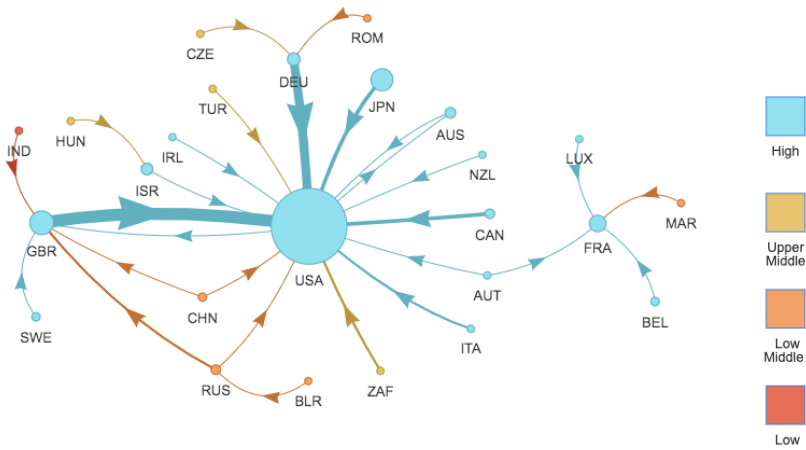 ROM
CZE
DEU
JPN
TUR
AUS
HUN
IND
IRL
LUX
NZL
ISR
High
MAR
CAN
GBR
FRA
USA
Upper
Middle
AUT
CHN
BEL
SWE
ITA
Low
Middle
RUS
ZAF
BLR
Low